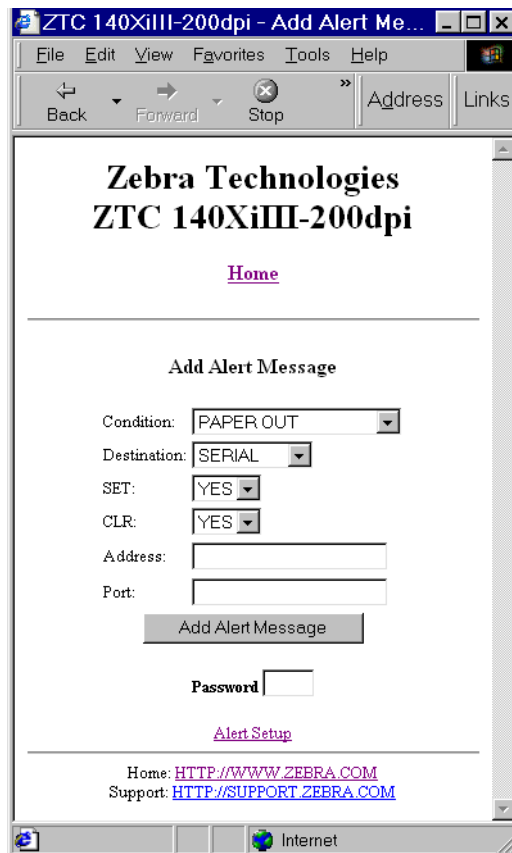 ZTC 140XiIII-200dpi - Add Alert Me...
File Edit View Favorites Tools Help
Back Forward Stop » Address Links
Zebra Technologies
ZTC 140XiIII-200dpi
Home
Add Alert Message
Condition: PAPER OUT
Destination: SERIAL
SET: YES
CLR: YES
Address:
Port:
Add Alert Message
Password
Alert Setup
Home: HTTP://WWW.ZEBRA.COM
Support: HTTP://SUPPORT.ZEBRA.COM
Internet